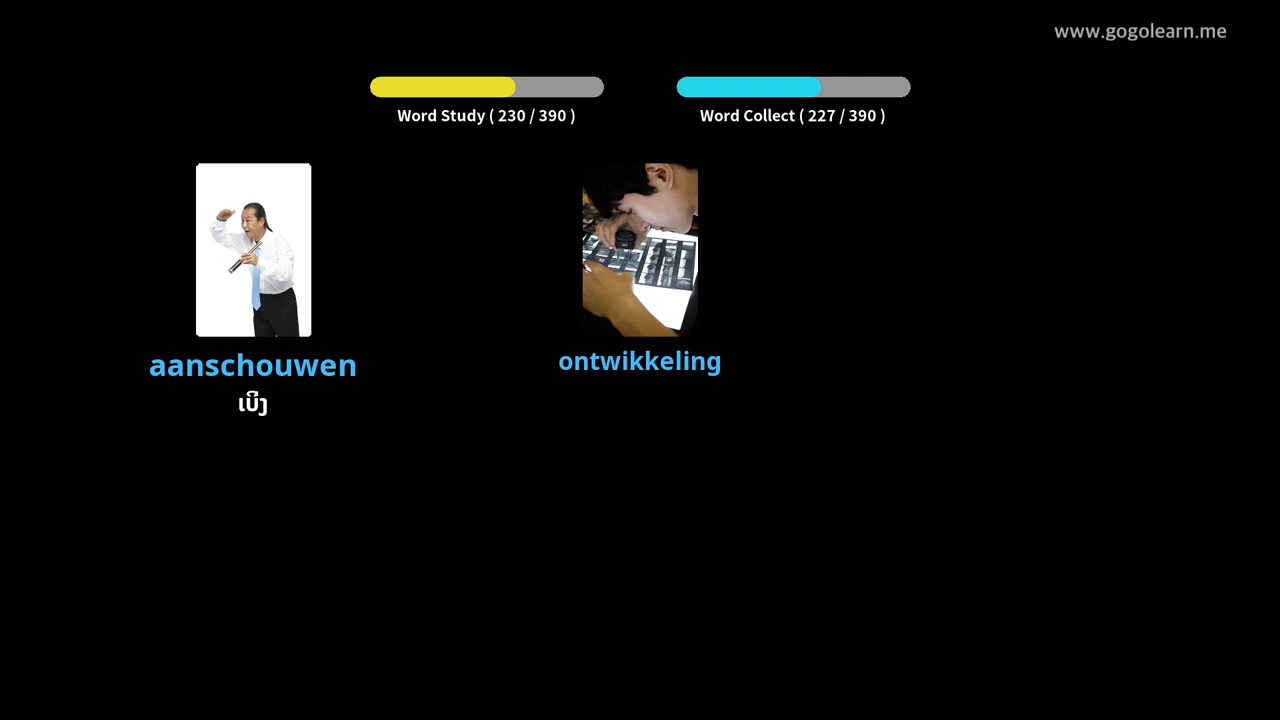 www.gogolearn.me
Word Study ( 230 / 390 )
Word Collect ( 227 / 390 )
aanschouwen
ເບິ່ງ
ontwikkeling